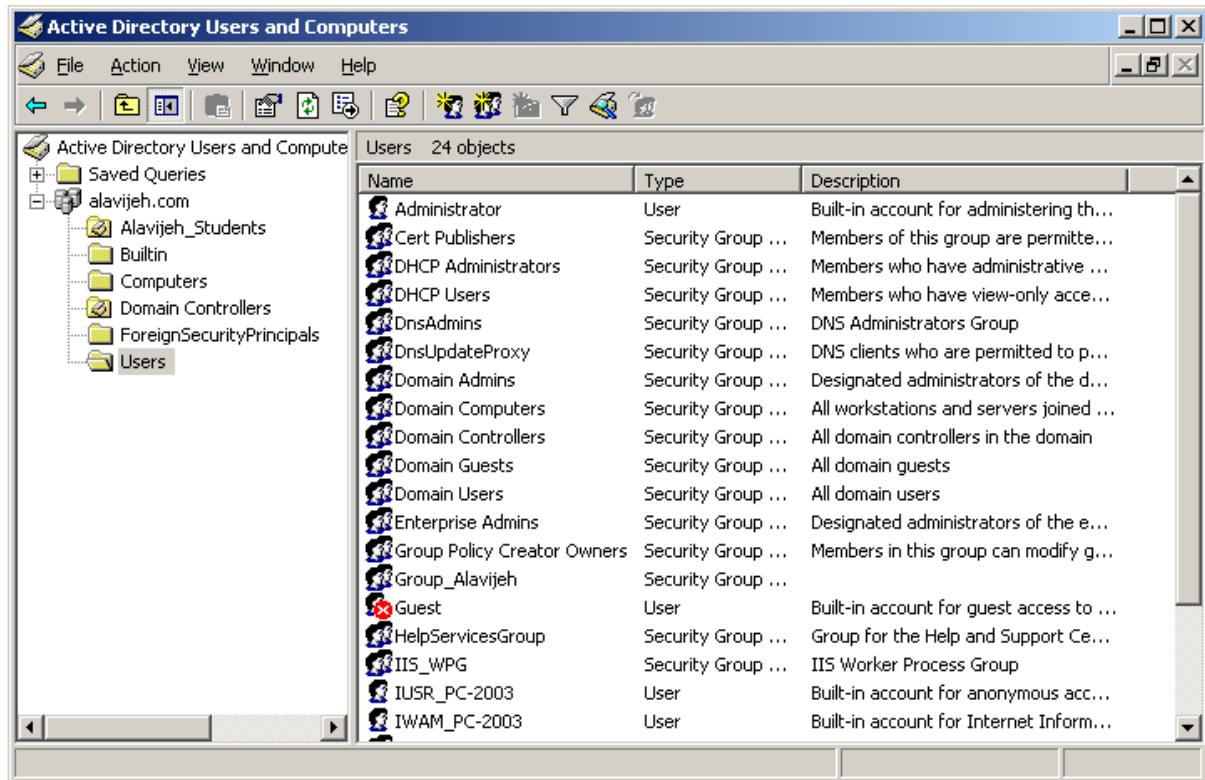 Active Directory Users and Computers
File Action View Window Help
Active Directory Users and Compute
Saved Queries
alavijeh.com
Alavijeh_Students
Builtin
Computers
Domain Controllers
ForeignSecurityPrincipals
Users
Users 24 objects
Name Type Description
Administrator User Built-in account for administering th...
Cert Publishers Security Group ... Members of this group are permitte...
DHCP Administrators Security Group ... Members who have administrative ...
DHCP Users Security Group ... Members who have view-only acce...
DnsAdmins Security Group ... DNS Administrators Group
DnsUpdateProxy Security Group ... DNS clients who are permitted to p...
Domain Admins Security Group ... Designated administrators of the d...
Domain Computers Security Group ... All workstations and servers joined ...
Domain Controllers Security Group ... All domain controllers in the domain
Domain Guests Security Group ... All domain guests
Domain Users Security Group ... All domain users
Enterprise Admins Security Group ... Designated administrators of the e...
Group Policy Creator Owners Security Group ... Members in this group can modify g...
Group_Alavijeh Security Group ...
Guest User Built-in account for guest access to ...
HelpServicesGroup Security Group ... Group for the Help and Support Ce...
IIS_WPG Security Group ... IIS Worker Process Group
IUSR_PC-2003 User Built-in account for anonymous acc...
IWAM_PC-2003 User Built-in account for Internet Inform...